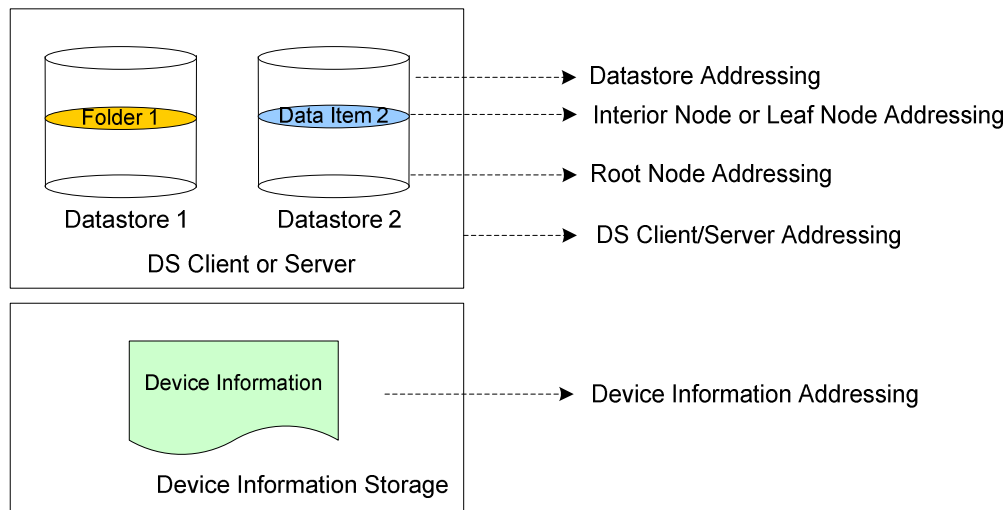 Folder 1
Data Item 2
Datastore 1
Datastore 2
DS Client or Server
Datastore Addressing
Interior Node or Leaf Node Addressing
Root Node Addressing
DS Client/Server Addressing
Device Information
Device Information Storage
Device Information Addressing